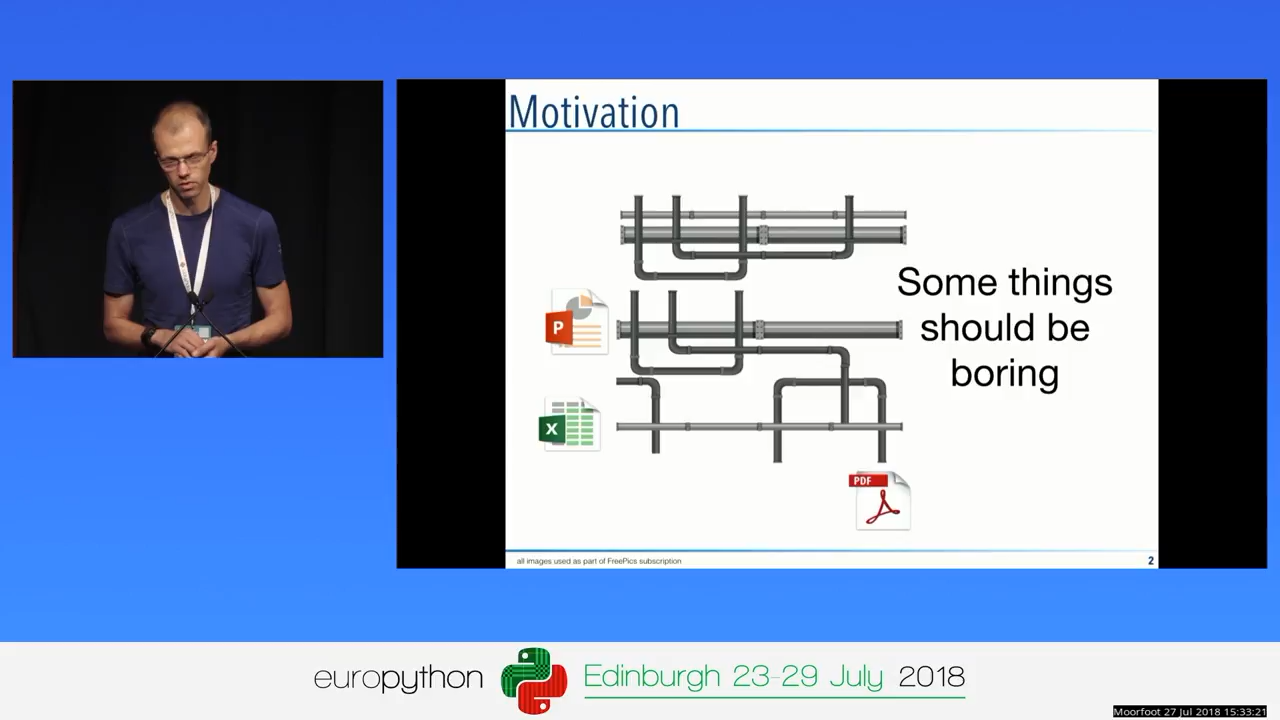 Motivation
Some things
should be
boring
P
X
PDF
all images used as part of FreePics subscription
2
europython
Edinburgh 23-29 July 2018
Moorfoot 27 Jul 2018 15:33:21